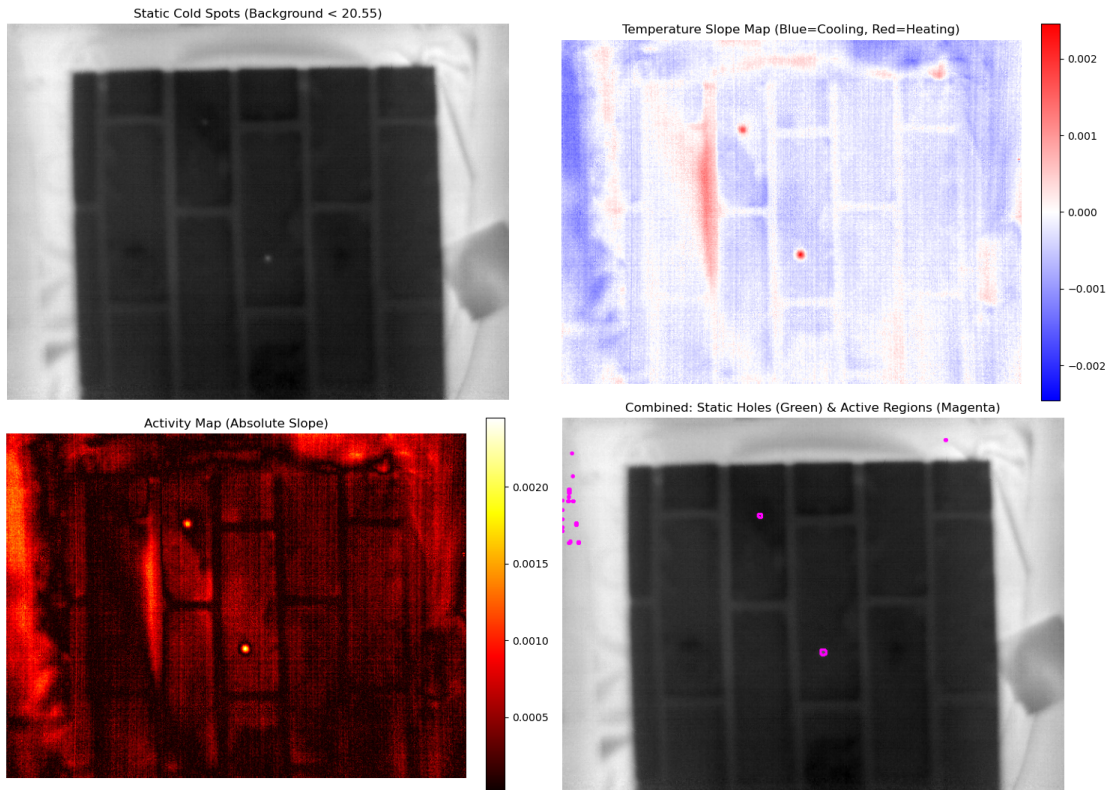 Static Cold Spots (Background < 20.55)
Temperature Slope Map (Blue=Cooling, Red=Heating)
0.002
0.001
0.000
−0.001
−0.002
Activity Map (Absolute Slope)
0.0020
0.0015
0.0010
0.0005
Combined: Static Holes (Green) & Active Regions (Magenta)